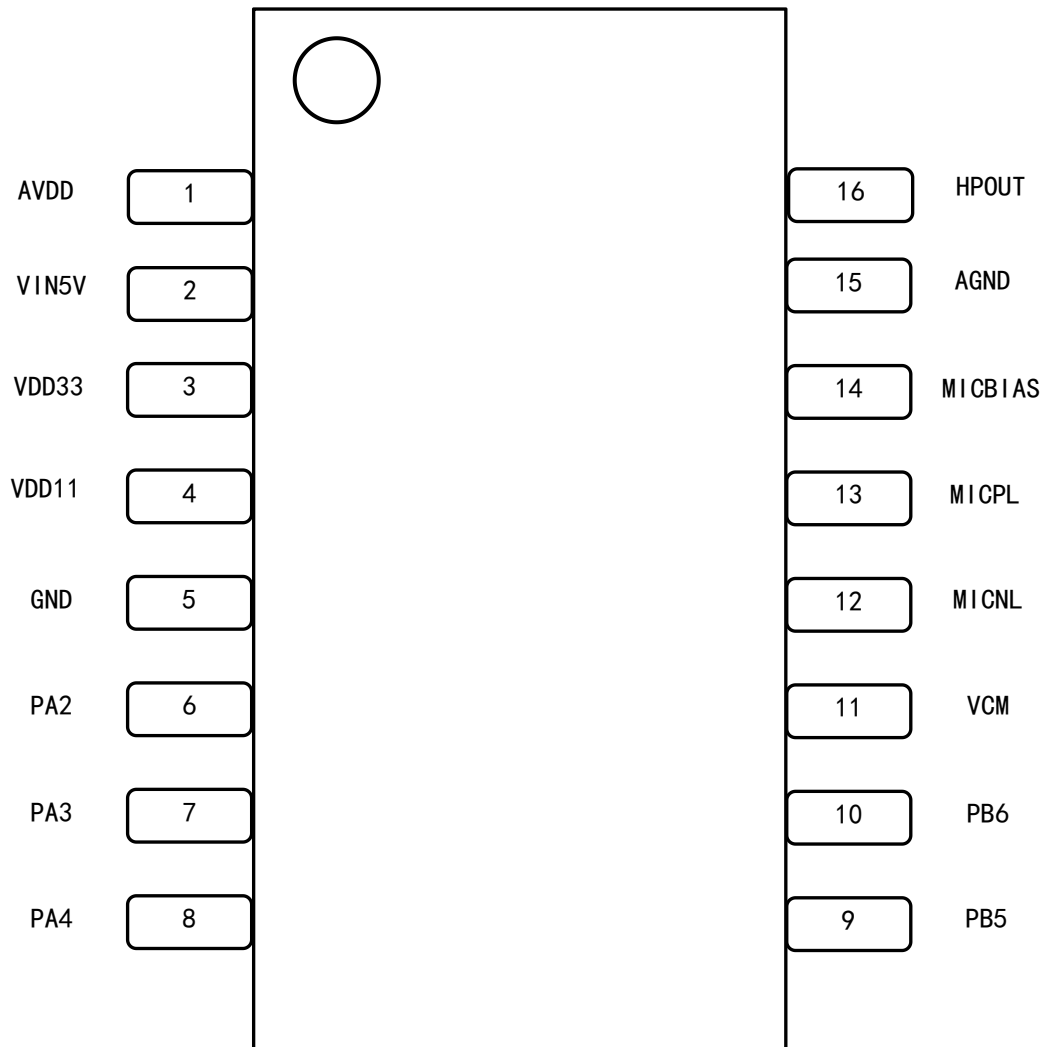 AVDD 1 16 HPOUT
VIN5V 2 15 AGND
VDD33 3 14 MICBIAS
VDD11 4 13 MICPL
GND 5 12 MICNL
PA2 6 11 VCM
PA3 7 10 PB6
PA4 8 9 PB5